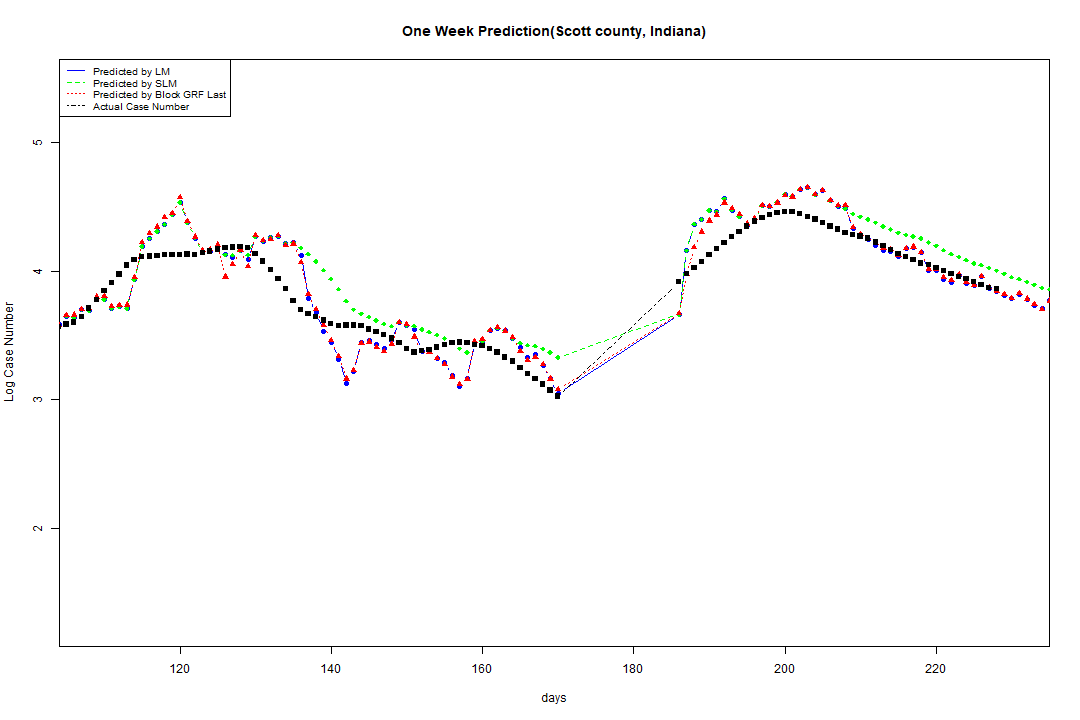 One Week Prediction(Scott county, Indiana)
Predicted by LM
Predicted by SLM
Predicted by Block GRF Last
Actual Case Number
5
4
3
2
Log Case Number
120 140 160 180 200 220
days